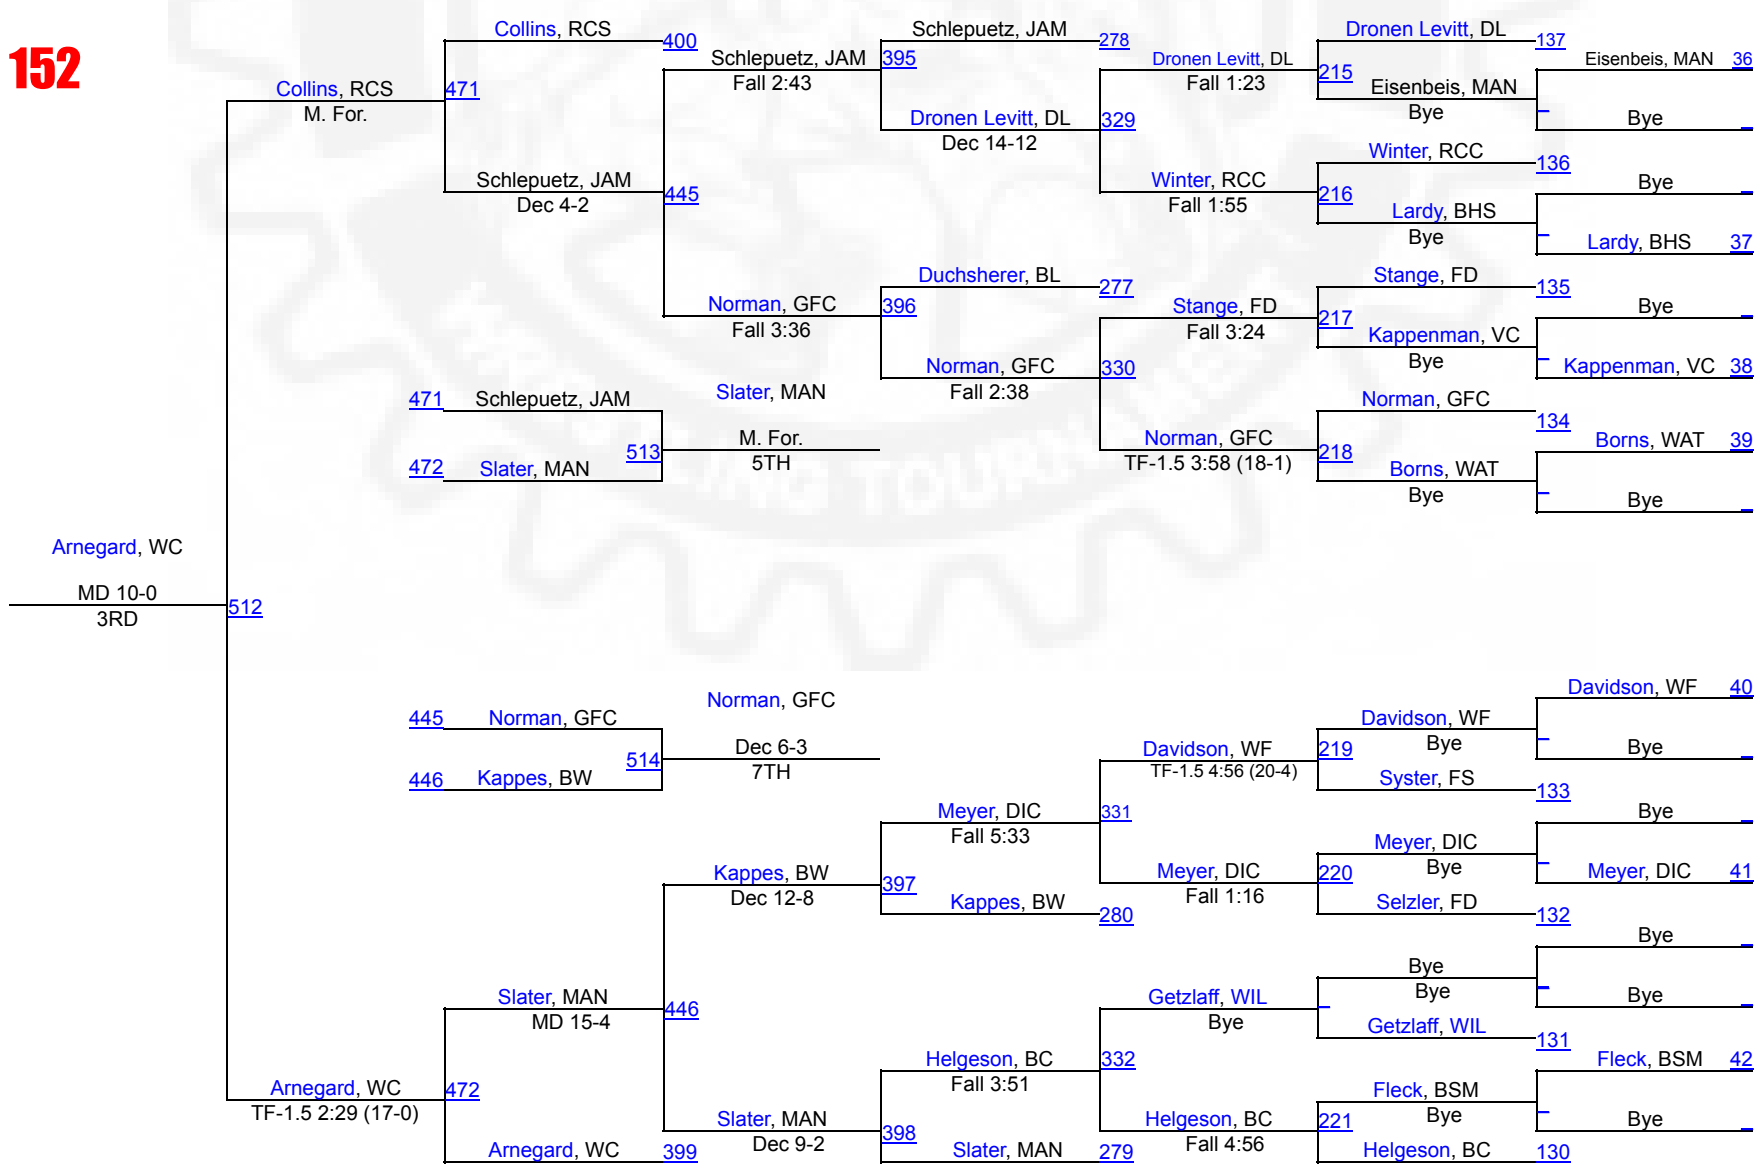 152
Collins, RCS
400
Schlepuetz, JAM
278
Dronen Levitt, DL
137
Schlepuetz, JAM
395
Dronen Levitt, DL
Eisenbeis, MAN
36
Fall 2:43
Fall 1:23
215
Collins, RCS
471
Eisenbeis, MAN
M. For.
Dronen Levitt, DL
329
Bye
Bye
Dec 14-12
Winter, RCC
136
Schlepuetz, JAM
Winter, RCC
Bye
Dec 4-2
445
Fall 1:55
216
Lardy, BHS
Bye
Lardy, BHS
37
Duchsherer, BL
277
Stange, FD
135
Norman, GFC
396
Stange, FD
Bye
Fall 3:36
Fall 3:24
217
Kappenman, VC
Norman, GFC
330
Bye
Kappenman, VC
38
Fall 2:38
471
Schlepuetz, JAM
Slater, MAN
Norman, GFC
134
M. For.
Norman, GFC
Borns, WAT
39
513
5TH
TF-1.5 3:58 (18-1)
218
472
Slater, MAN
Borns, WAT
Bye
Bye
Arnegard, WC
MD 10-0
512
3RD
Davidson, WF
40
Norman, GFC
445
Norman, GFC
Davidson, WF
Dec 6-3
Davidson, WF
219
Bye
Bye
514
7TH
TF-1.5 4:56 (20-4)
446
Kappes, BW
Syster, FS
133
Meyer, DIC
331
Bye
Fall 5:33
Meyer, DIC
Kappes, BW
397
Meyer, DIC
220
Bye
Meyer, DIC
41
Dec 12-8
Fall 1:16
Kappes, BW
280
Selzler, FD
132
Bye
Bye
Slater, MAN
446
Getzlaff, WIL
Bye
Bye
MD 15-4
Bye
Getzlaff, WIL
131
Helgeson, BC
332
Fleck, BSM
42
Arnegard, WC
472
Fall 3:51
Fleck, BSM
TF-1.5 2:29 (17-0)
Slater, MAN
398
Helgeson, BC
221
Bye
Bye
Dec 9-2
Fall 4:56
Arnegard, WC
399
Slater, MAN
279
Helgeson, BC
130